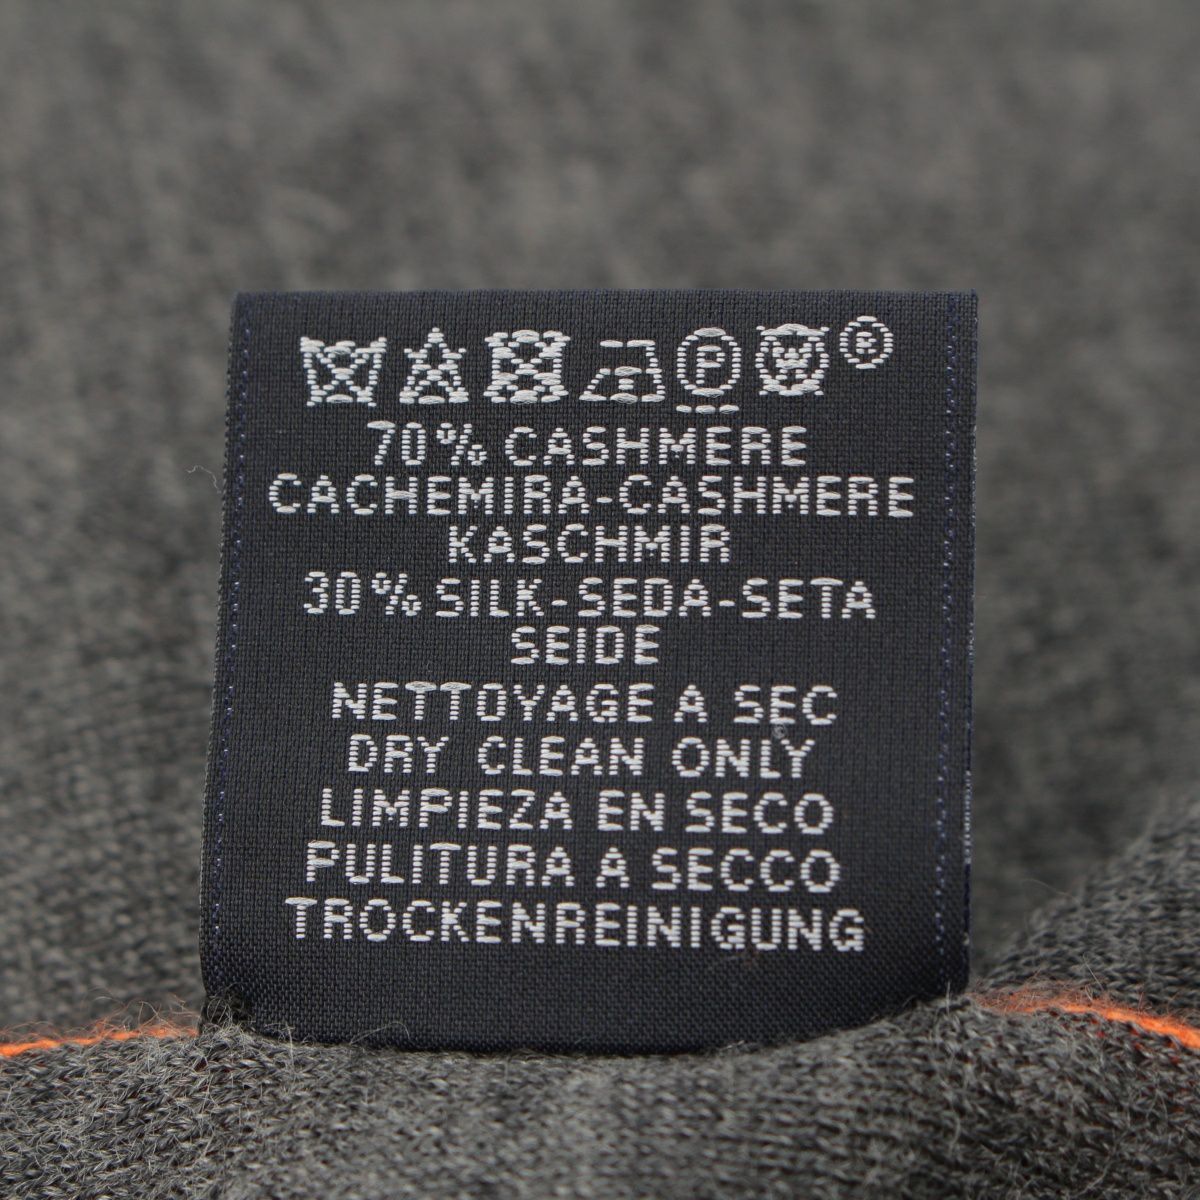 P ®
70% CASHMERE
CACHEMIRA-CASHMERE
KASCHMIR
30% SILK-SEDA-SETA
SEIDE
NETTOYAGE A SEC
DRY CLEAN ONLY
LIMPIEZA EN SECO
PULITURA A SECCO
TROCKENREINIGUNG